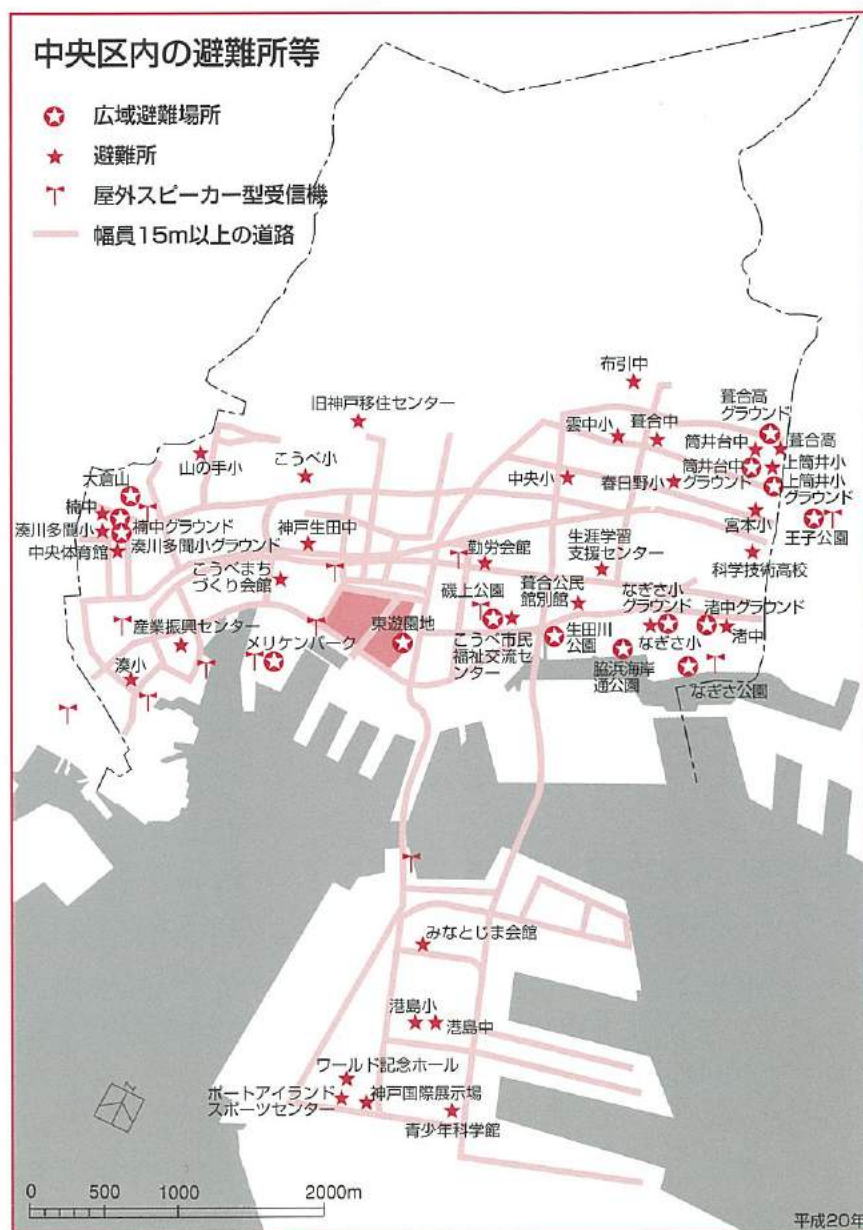 中央区内の避難所等
広域避難場所
避難所
屋外スピーカー型受信機
幅員15m以上の道路
布引中
旧神戸移住センター
雲中小
葺合中
葺合高
グラウンド
筒井台中
葺合高
山の手小
こうべ小
中央小
春日野小
筒井台中
グラウンド
上筒井小
上筒井小
グラウンド
大倉山
楠中
楠中グラウンド
湊川多聞小
湊川多聞小グラウンド
中央体育館
神戸生田中
宮本小
王子公園
こうべまち
づくり会館
勤労会館
生涯学習
支援センター
科学技術高校
磯上公園
葺合公民
館別館
なぎさ小
グラウンド
渚中グラウンド
産業振興センター
メリケンパーク
東遊園地
こうべ市民
福祉交流セ
ンター
生田川
公園
なぎさ小
渚中
湊小
脇浜海岸
通公園
なぎさ公園
みなとじま会館
港島小
港島中
ワールド記念ホール
ポートアイランド
スポーツセンター
神戸国際展示場
青少年科学館
0 500 1000 2000m
平成20年